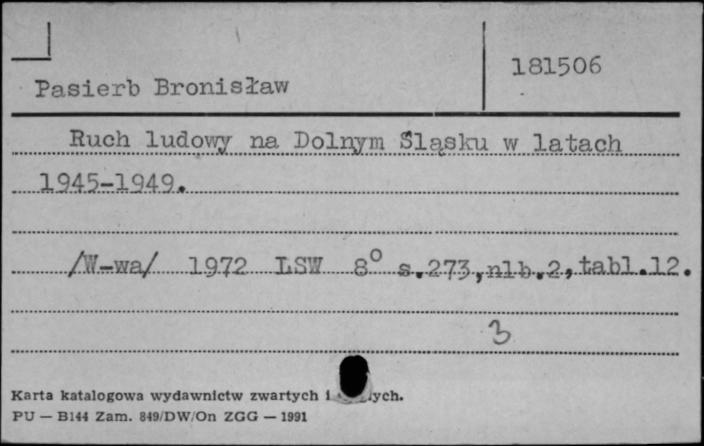 181506
Pasierb Bronisław
Ruch ludowy na Dolnym Śląsku w latach
1945-1949.
/W-wa/ 1972 LSW 8° s.273,nlb.2,tabl.12.
3
Karta katalogowa wydawnictw zwartych i ych.
PU — B144 Zam. 849/DW/On ZGG — 1991